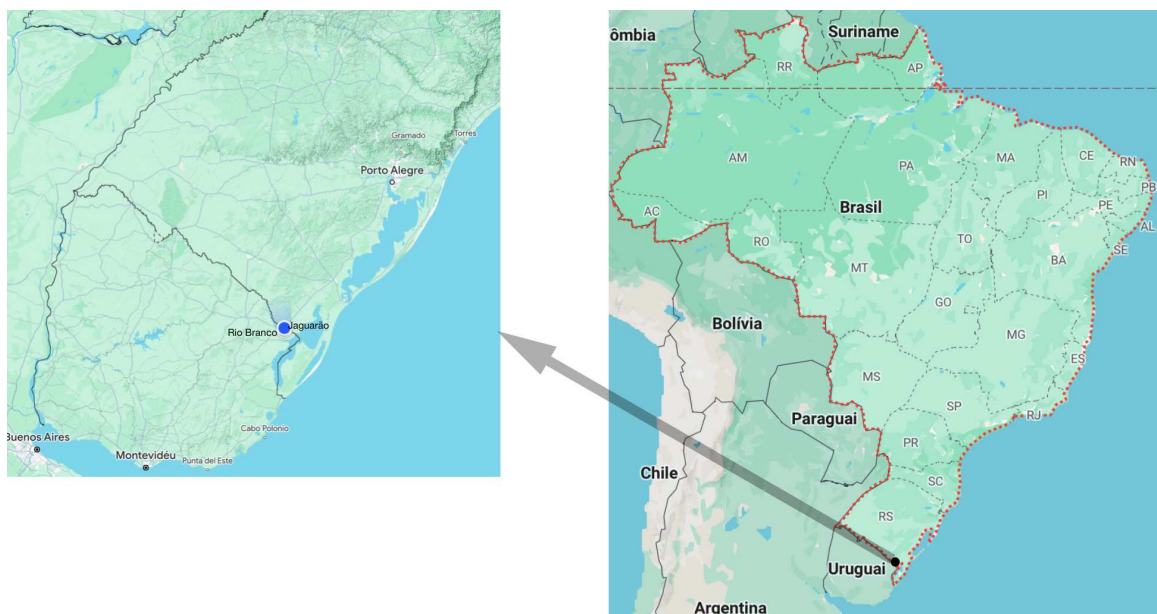 Gramado
Torres
Porto Alegre
Jaguarão
Rio Branco
Cabo Polonio
Buenos Aires
Montevidéu
Punta del Este
ômbia
Suriname
RR
AP
AM
PA
MA
CE
RN
PB
PI
PE
AL
AC
Brasil
SE
RO
TO
BA
MT
GO
Bolívia
MG
ES
MS
SP
Paraguai
RJ
PR
Chile
SC
RS
Uruguai
Argentina